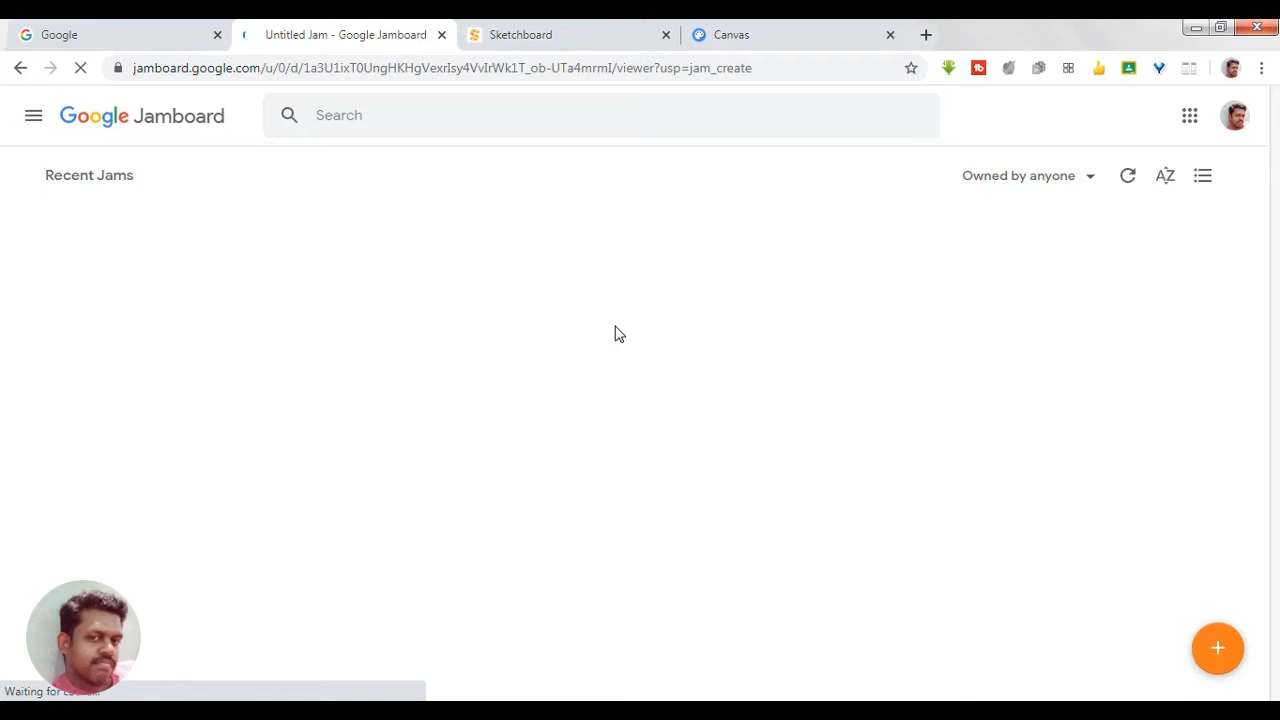 Google
Untitled Jam - Google Jamboard
Canvas
jamboard.google.com/u/0/d/1a3U1ixT0UngHKHgVexrIsy4VvIrWk1T_ob-UTa4mrmI/viewer?usp=jam_create
Google Jamboard
Search
Recent Jams
Owned by anyone
AZ
Waiting for